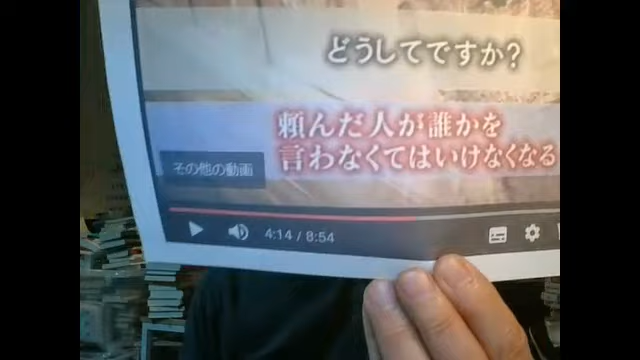 どうしてですか?
頼んだ人が誰かを
言わなくてはいけなくなる
その他の動画
4:14 / 8:54